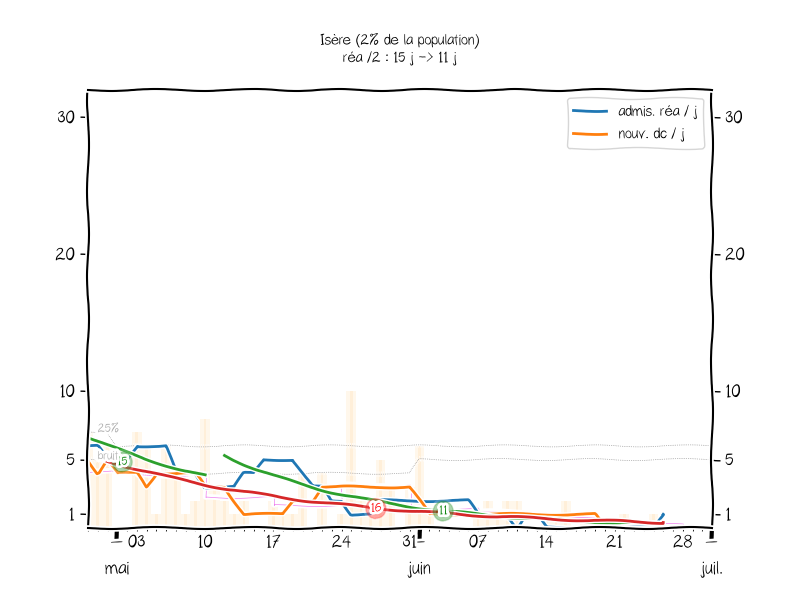 Isère (2% de la population)
réa /2 : 15 j -> 11 j
admis. réa / j
nouv. dc / j
30
30
20
20
10
10
25%
bruit
15
5
5
16
11
1
1
03
10
17
24
31
07
14
21
28
mai
juin
juil.